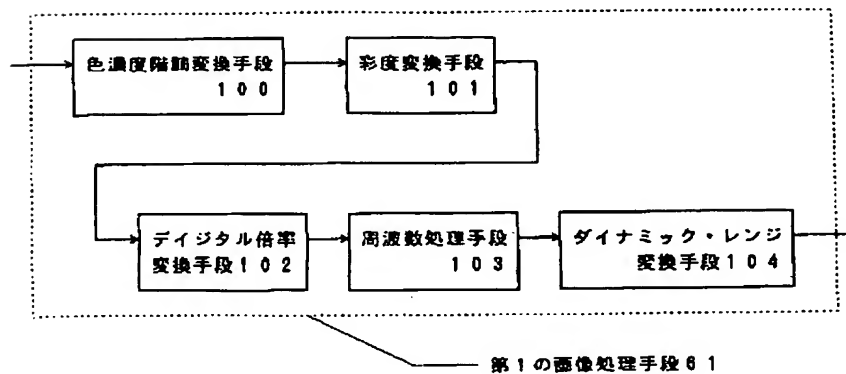 色濃度階調変換手段
100
彩度変換手段
101
デイジタル倍率
変換手段102
周波数処理手段
103
ダイナミック・レンジ
変換手段104
第1の画像処理手段61